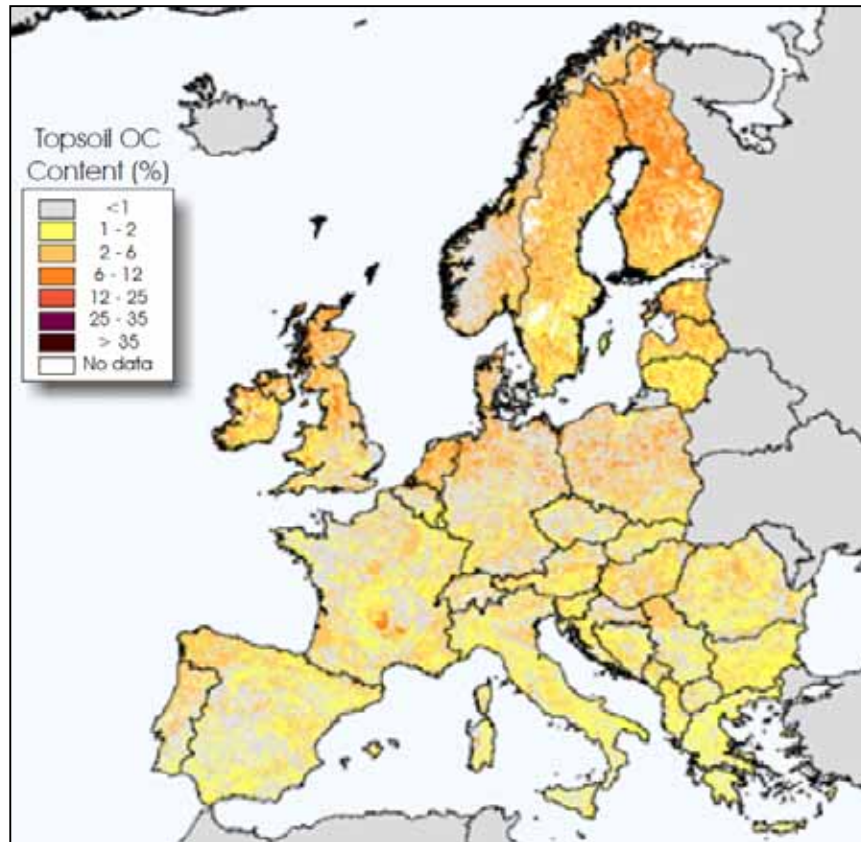 Topsoil OC
Content (%)
<1
1 - 2
2 - 6
6 - 12
12 - 25
25 - 35
> 35
No data